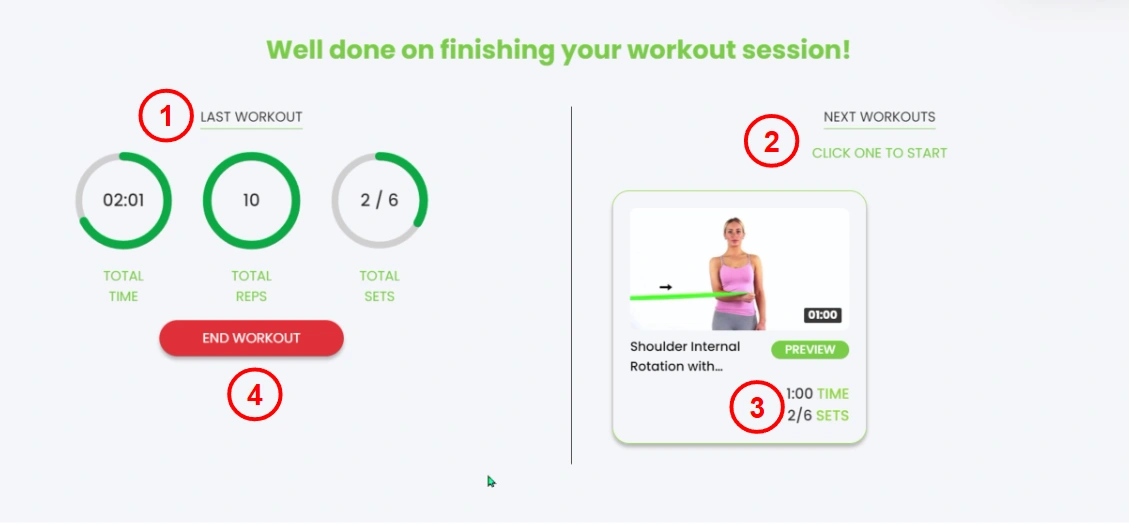 Well done on finishing your workout session!
1
LAST WORKOUT
02:01
10
2 / 6
TOTAL
TIME
TOTAL
REPS
TOTAL
SETS
END WORKOUT
4
2
NEXT WORKOUTS
CLICK ONE TO START
01:00
Shoulder Internal
Rotation with...
PREVIEW
3
1:00 TIME
2/6 SETS